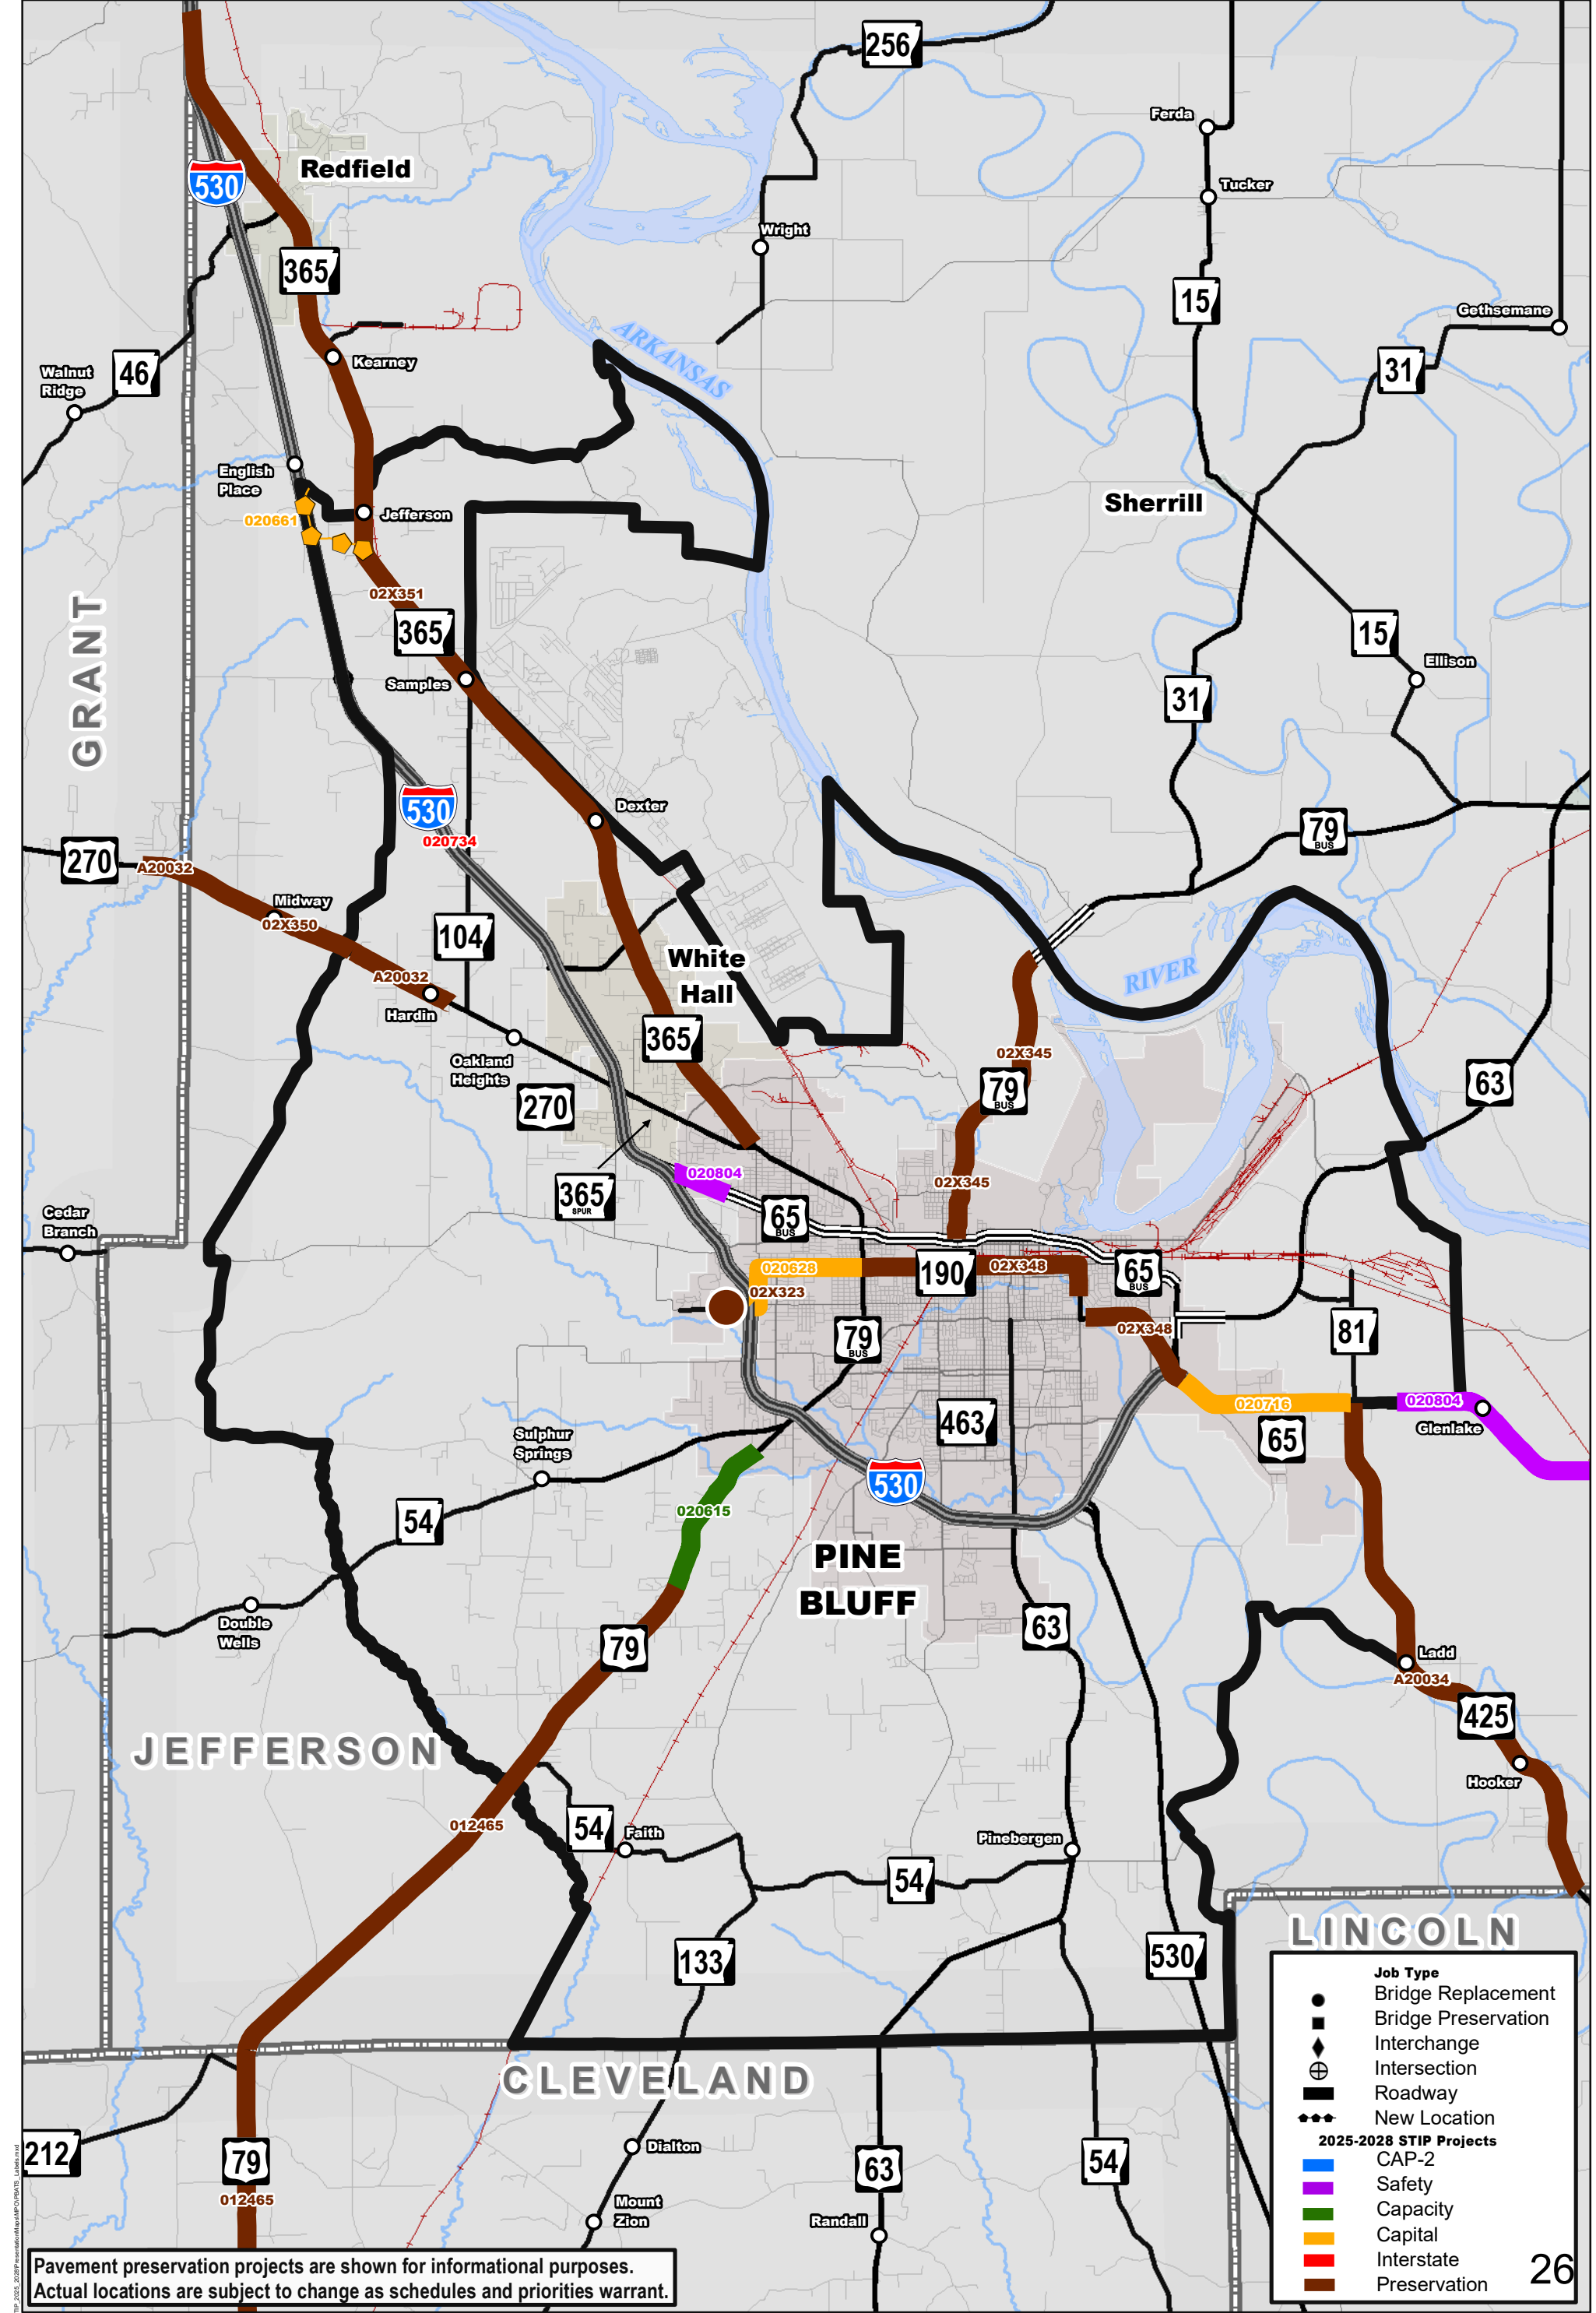 256
Ferda
Redfield
530
Tucker
Wright
365
15
Gethsemane
ARKANSAS
Kearney
31
Walnut
Ridge
46
English
Place
Sherrill
Jefferson
020661
02X351
GRANT
365
15
Ellison
Samples
31
530
Dexter
020734
79
BUS
270
A20032
Midway
02X350
104
White
Hall
RIVER
A20032
Hardin
365
02X345
Oakland
Heights
79
BUS
63
270
020804
02X345
365
SPUR
65
BUS
Cedar
Branch
020628
190
02X348
65
BUS
02X323
79
BUS
02X348
81
020716
020804
Glenlake
463
65
Sulphur
Springs
530
54
020615
PINE
BLUFF
Double
Wells
79
63
Ladd
A20034
425
JEFFERSON
Hooker
012465
54
Faith
Pinebergen
54
LINCOLN
133
530
CLEVELAND
212
79
Dialton
63
54
012465
Mount
Zion
Randall
Job Type
Bridge Replacement
Bridge Preservation
Interchange
Intersection
Roadway
New Location
2025-2028 STIP Projects
CAP-2
Safety
Capacity
Capital
Interstate
Preservation
26
Pavement preservation projects are shown for informational purposes.
Actual locations are subject to change as schedules and priorities warrant.